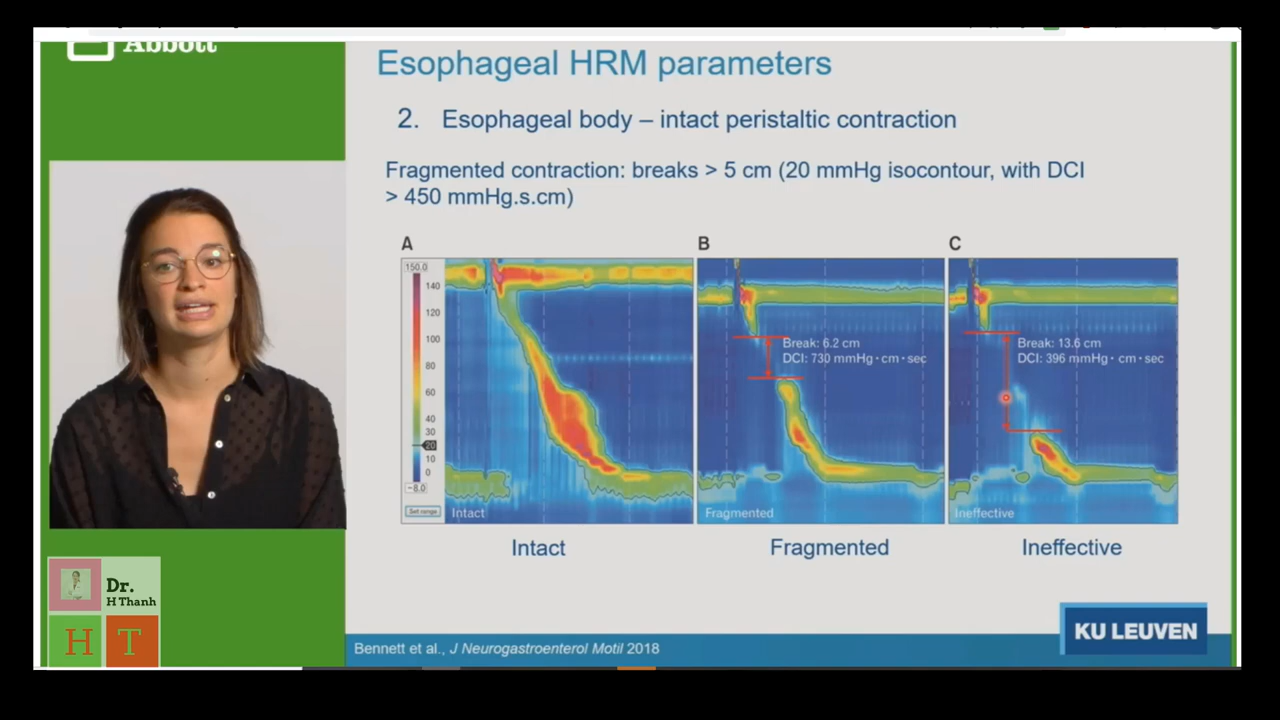 Abbott
Esophageal HRM parameters
2. Esophageal body – intact peristaltic contraction
Fragmented contraction: breaks > 5 cm (20 mmHg isocontour, with DCI
> 450 mmHg.s.cm)
A
B
C
150.0
140
120
100
80
60
40
30
20
10
0
-8.0
Set range
Intact
Break: 6.2 cm
DCI: 730 mmHg·cm·sec
Fragmented
Break: 13.6 cm
DCI: 396 mmHg·cm·sec
Ineffective
Intact
Fragmented
Ineffective
Dr.
H Thanh
H T
KU LEUVEN
Bennett et al., J Neurogastroenterol Motil 2018